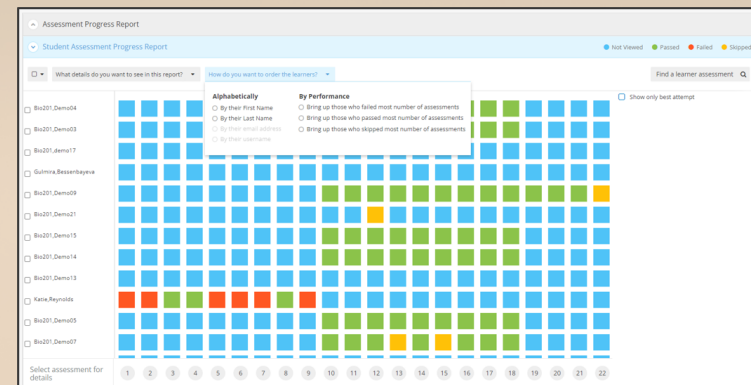 Assessment Progress Report
Student Assessment Progress Report
Not Viewed Passed Failed Skipped
What details do you want to see in this report? How do you want to order the learners? Find a learner assessment
Alphabetically By Performance
By their First Name Bring up those who failed most number of assessments
By their Last Name Bring up those who passed most number of assessments
By their email address Bring up those who skipped most number of assessments
By their username
Show only best attempt
Bio201,Demo04
Bio201,Demo03
Bio201,demo17
Gulmira,Bessenbayeva
Bio201,Demo09
Bio201,Demo21
Bio201,Demo15
Bio201,Demo14
Bio201,Demo13
Kane,Reynolds
Bio201,Demo05
Bio201,Demo07
Select assessment for
details
1 2 3 4 5 6 7 8 9 10 11 12 13 14 15 16 17 18 19 20 21 22